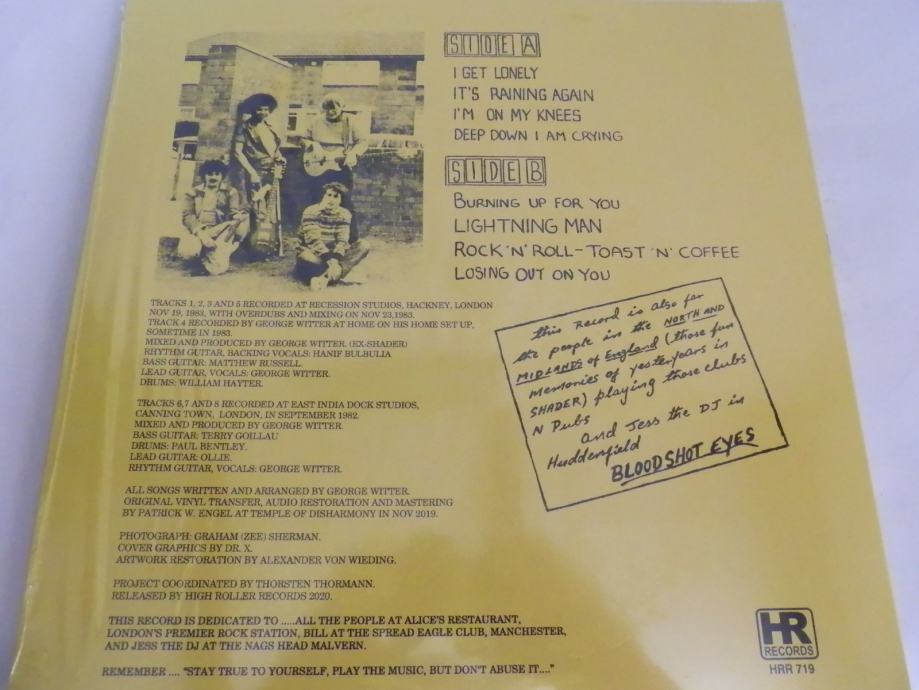 SIDE A
I GET LONELY
IT'S RAINING AGAIN
I'M ON MY KNEES
DEEP DOWN I AM CRYING
SIDE B
BURNING UP FOR YOU
LIGHTNING MAN
ROCK 'N' ROLL - TOAST 'N' COFFEE
LOSING OUT ON YOU
TRACKS 1, 2, 3 AND 5 RECORDED AT RECESSION STUDIOS, HACKNEY, LONDON
NOV 19, 1983, WITH OVERDUBS AND MIXING ON NOV 23,1983.
TRACK 4 RECORDED BY GEORGE WITTER AT HOME ON HIS HOME SET UP,
SOMETIME IN 1983.
MIXED AND PRODUCED BY GEORGE WITTER. (EX-SHADER)
RHYTHM GUITAR, BACKING VOCALS: HANIF BULBULIA
BASS GUITAR: MATTHEW RUSSELL.
LEAD GUITAR, VOCALS: GEORGE WITTER.
DRUMS: WILLIAM HAYTER.
TRACKS 6,7 AND 8 RECORDED AT EAST INDIA DOCK STUDIOS,
CANNING TOWN, LONDON, IN SEPTEMBER 1982.
MIXED AND PRODUCED BY GEORGE WITTER.
BASS GUITAR: TERRY GOILLAU
DRUMS: PAUL BENTLEY.
LEAD GUITAR: OLLIE.
RHYTHM GUITAR, VOCALS: GEORGE WITTER.
ALL SONGS WRITTEN AND ARRANGED BY GEORGE WITTER.
ORIGINAL VINYL TRANSFER, AUDIO RESTORATION AND MASTERING
BY PATRICK W. ENGEL AT TEMPLE OF DISHARMONY IN NOV 2019.
PHOTOGRAPH: GRAHAM (ZEE) SHERMAN.
COVER GRAPHICS BY DR. X.
ARTWORK RESTORATION BY ALEXANDER VON WIEDING.
PROJECT COORDINATED BY THORSTEN THORMANN.
RELEASED BY HIGH ROLLER RECORDS 2020.
THIS RECORD IS DEDICATED TO .....ALL THE PEOPLE AT ALICE'S RESTAURANT,
LONDON'S PREMIER ROCK STATION, BILL AT THE SPREAD EAGLE CLUB, MANCHESTER,
AND JESS THE DJ AT THE NAGS HEAD MALVERN.
REMEMBER .... "STAY TRUE TO YOURSELF, PLAY THE MUSIC, BUT DON'T ABUSE IT...."
this record is also for
the people in the NORTH AND
MIDLANDS of England (those fun
memories of yesteryears in
SHADER) playing those clubs
N Pubs
and Jess the DJ in
Huddersfield
BLOODSHOT EYES
HR
RECORDS
HRR 719